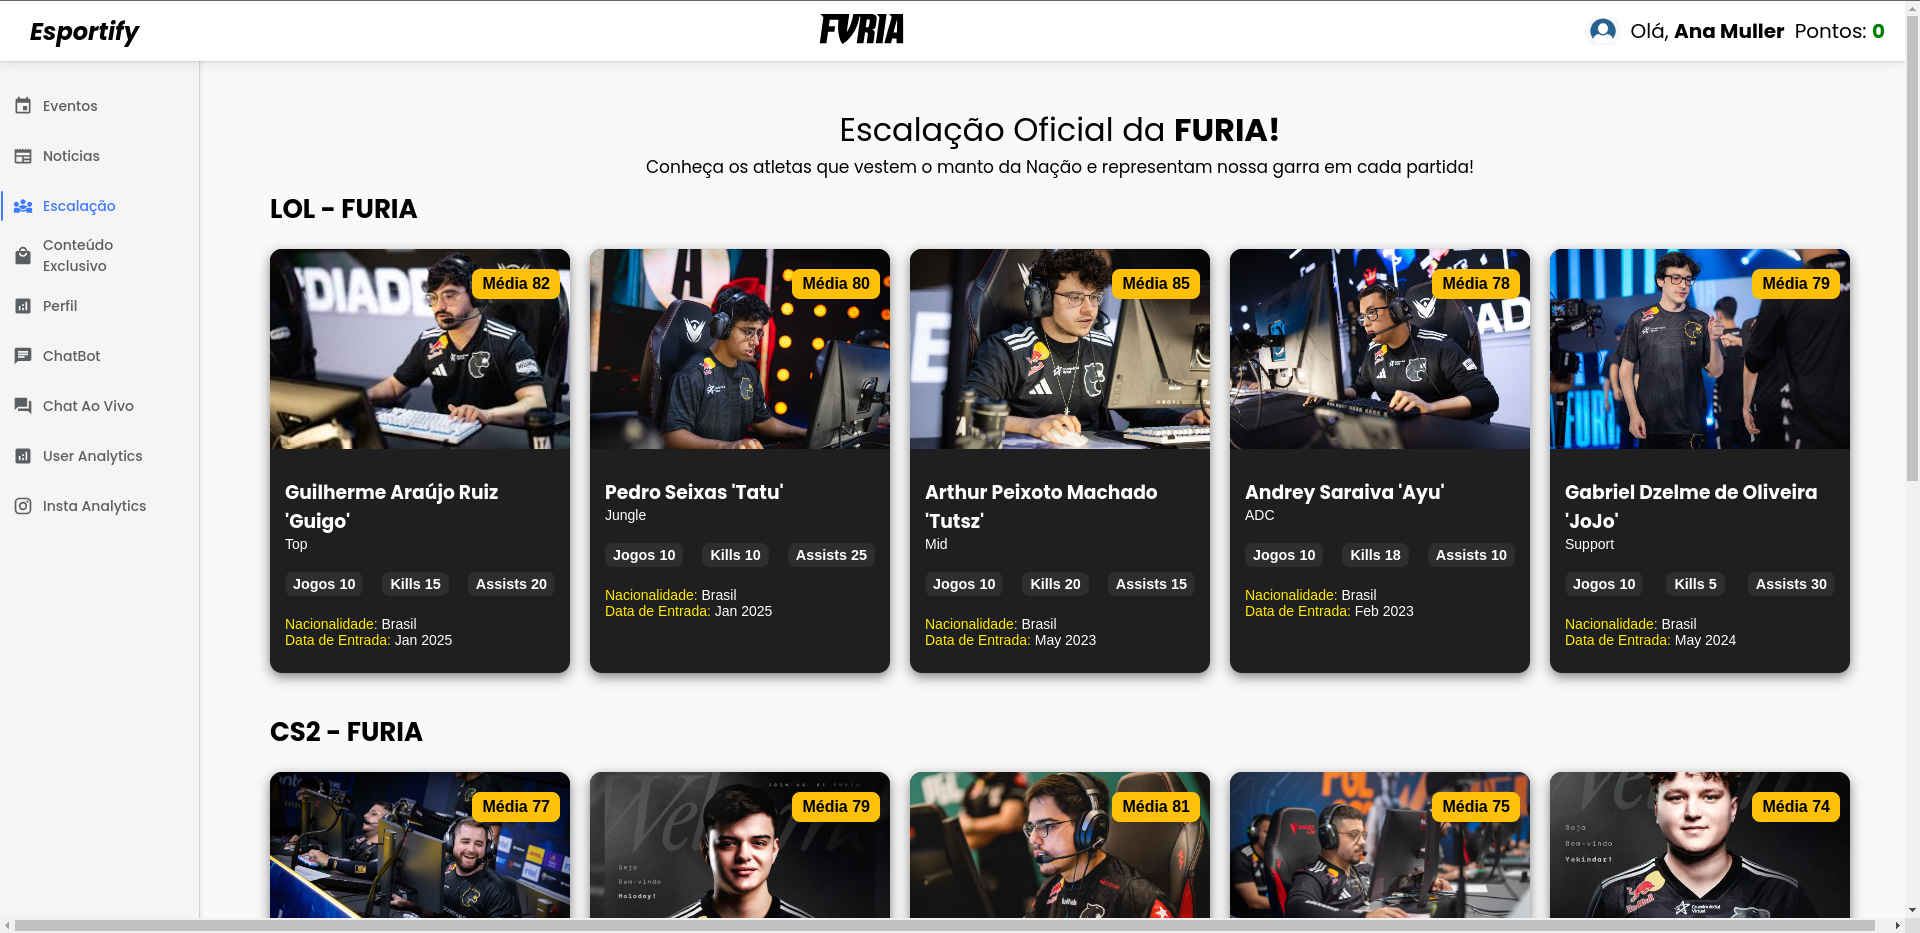 Esportify
FURIA
Olá, Ana Muller Pontos: 0
Eventos
Noticias
Escalação
Conteúdo
Exclusivo
Perfil
ChatBot
Chat Ao Vivo
User Analytics
Insta Analytics
Escalação Oficial da FURIA!
Conheça os atletas que vestem o manto da Nação e representam nossa garra em cada partida!
LOL - FURIA
Média 82
Guilherme Araújo Ruiz
'Guigo'
Top
Jogos 10 Kills 15 Assists 20
Nacionalidade: Brasil
Data de Entrada: Jan 2025
Média 80
Pedro Seixas 'Tatu'
Jungle
Jogos 10 Kills 10 Assists 25
Nacionalidade: Brasil
Data de Entrada: Jan 2025
Média 85
Arthur Peixoto Machado
'Tutsz'
Mid
Jogos 10 Kills 20 Assists 15
Nacionalidade: Brasil
Data de Entrada: May 2023
Média 78
Andrey Saraiva 'Ayu'
ADC
Jogos 10 Kills 18 Assists 10
Nacionalidade: Brasil
Data de Entrada: Feb 2023
Média 79
Gabriel Dzelme de Oliveira
'JoJo'
Support
Jogos 10 Kills 5 Assists 30
Nacionalidade: Brasil
Data de Entrada: May 2024
CS2 - FURIA
Média 77
Média 79
Seja
Bem-vindo
Molodoy!
Média 81
Média 75
Média 74
Seja
Bem-vindo
Yekindar!